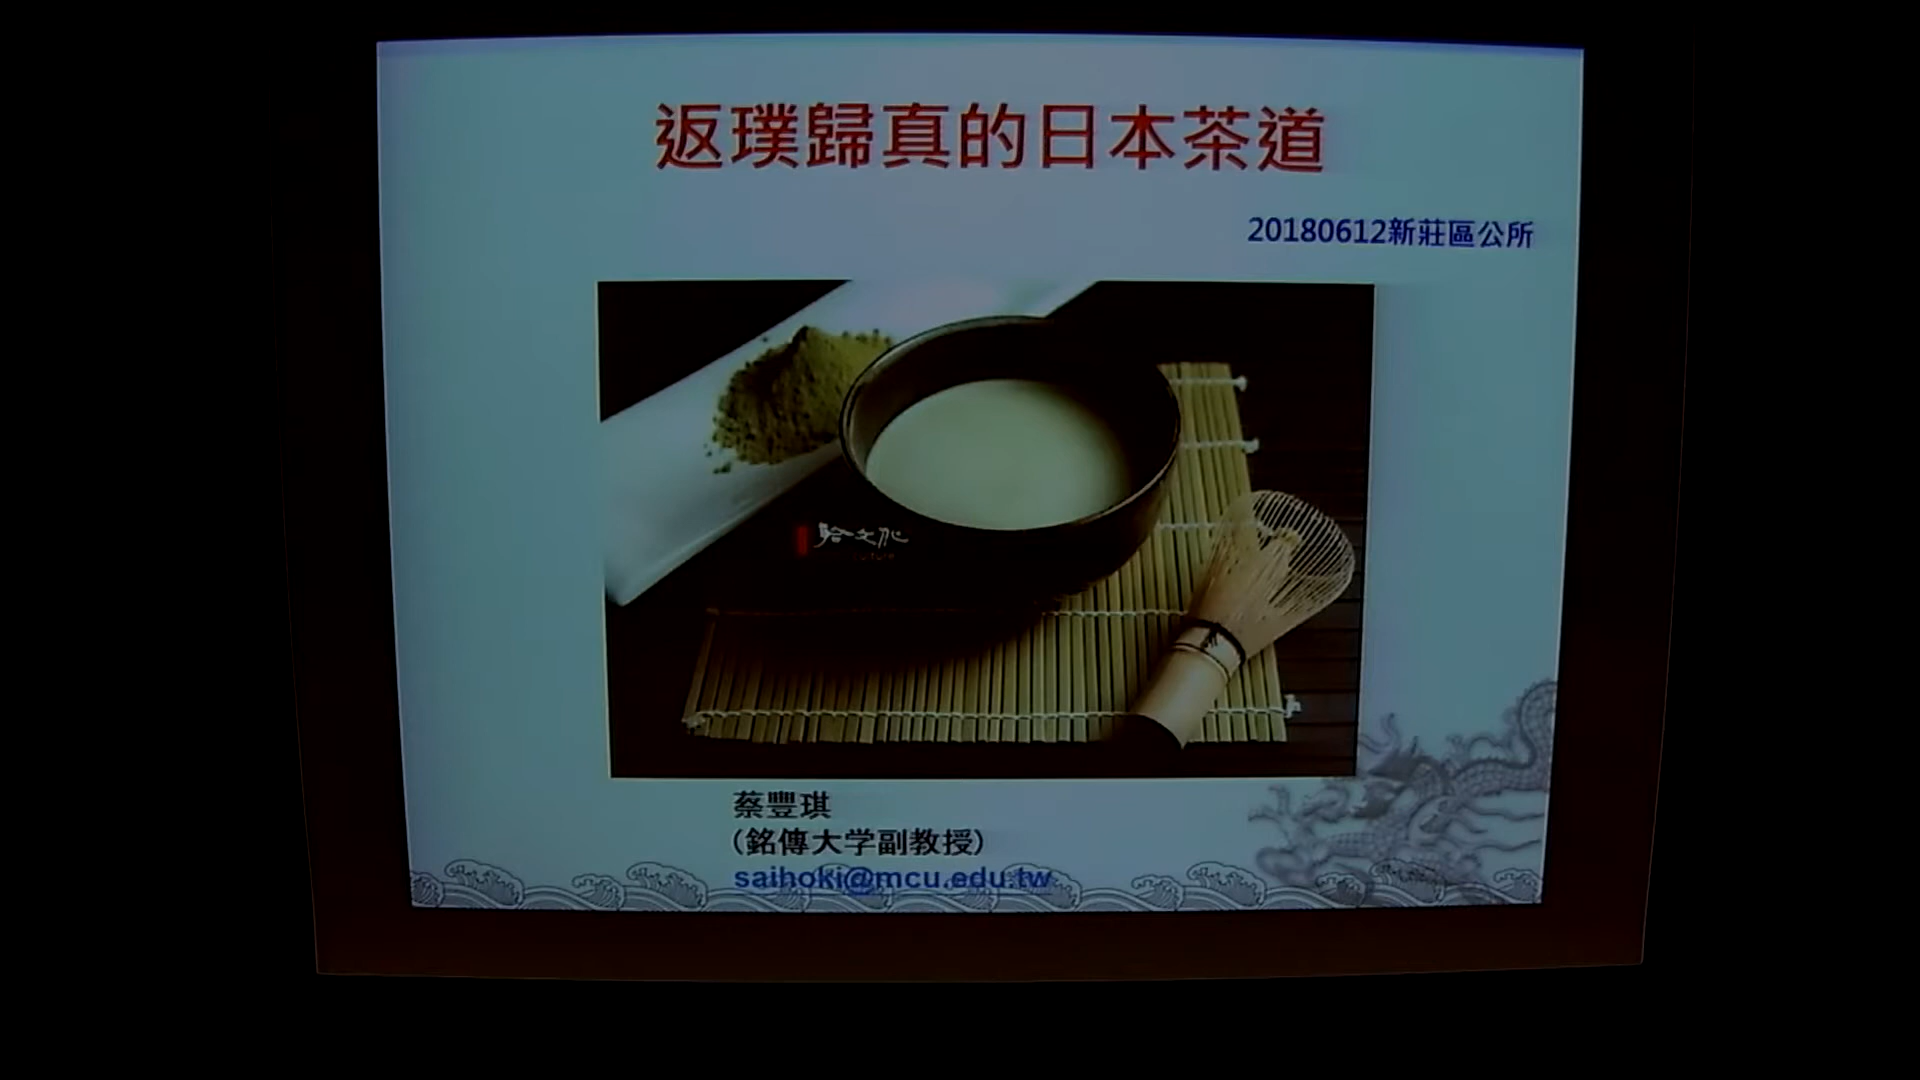 返璞歸真的日本茶道
20180612新莊區公所
蔡豐琪
(銘傳大学副教授)
saihoki@mcu.edu.tw